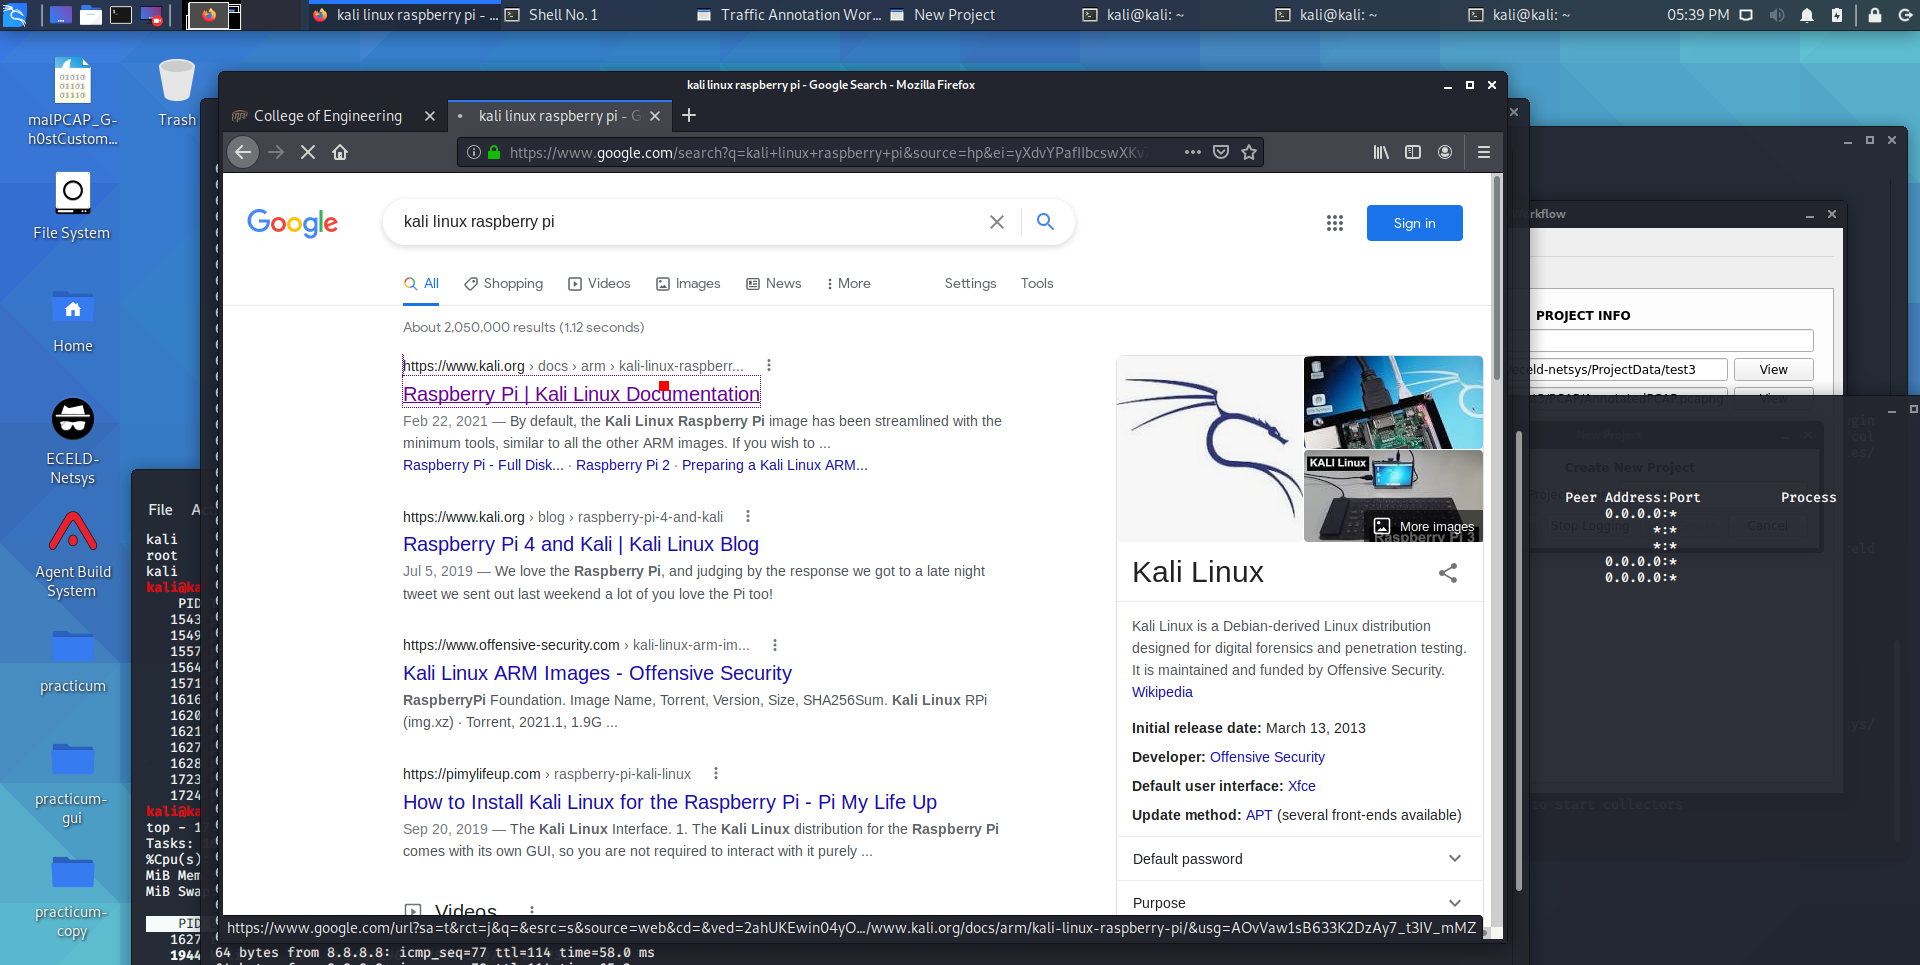 kali linux raspberry pi - ...
Shell No. 1
Traffic Annotation Wor...
New Project
kali@kali: ~
kali@kali: ~
kali@kali: ~
05:39 PM
malPCAP_G-
h0stCustom...
Trash
File System
Home
ECELD-
Netsys
Agent Build
System
practicum
practicum-
gui
practicum-
copy
kali linux raspberry pi - Google Search - Mozilla Firefox
College of Engineering
kali linux raspberry pi - G
https://www.google.com/search?q=kali+linux+raspberry+pi&source=hp&ei=yXdvYPafIIbcswXKv
Google
kali linux raspberry pi
Sign in
All
Shopping
Videos
Images
News
More
Settings
Tools
About 2,050,000 results (1.12 seconds)
https://www.kali.org › docs › arm › kali-linux-raspberr...
Raspberry Pi | Kali Linux Documentation
Feb 22, 2021 — By default, the Kali Linux Raspberry Pi image has been streamlined with the
minimum tools, similar to all the other ARM images. If you wish to ...
Raspberry Pi - Full Disk... · Raspberry Pi 2 · Preparing a Kali Linux ARM...
https://www.kali.org › blog › raspberry-pi-4-and-kali
Raspberry Pi 4 and Kali | Kali Linux Blog
Jul 5, 2019 — We love the Raspberry Pi, and judging by the response we got to a late night
tweet we sent out last weekend a lot of you love the Pi too!
https://www.offensive-security.com › kali-linux-arm-im...
Kali Linux ARM Images - Offensive Security
RaspberryPi Foundation. Image Name, Torrent, Version, Size, SHA256Sum. Kali Linux RPi
(img.xz) · Torrent, 2021.1, 1.9G ...
https://pimylifeup.com › raspberry-pi-kali-linux
How to Install Kali Linux for the Raspberry Pi - Pi My Life Up
Sep 20, 2019 — The Kali Linux Interface. 1. The Kali Linux distribution for the Raspberry Pi
comes with its own GUI, so you are not required to interact with it purely ...
Videos
KALI Linux
More images
Raspberry Pi 3
Kali Linux
Kali Linux is a Debian-derived Linux distribution
designed for digital forensics and penetration testing.
It is maintained and funded by Offensive Security.
Wikipedia
Initial release date: March 13, 2013
Developer: Offensive Security
Default user interface: Xfce
Update method: APT (several front-ends available)
Default password
Purpose
https://www.google.com/url?sa=t&rct=j&q=&esrc=s&source=web&cd=&ved=2ahUKEwin04yO.../www.kali.org/docs/arm/kali-linux-raspberry-pi/&usg=AOvVaw1sB633K2DzAy7_t3IV_mMZ
64 bytes from 8.8.8.8: icmp_seq=77 ttl=114 time=58.0 ms
File
kali
root
kali
kali@ka
PID
1543
1549
1557
1564
1571
1616
1620
1621
1627
1628
1723
1724
kali@ka
top - 1
Tasks:
%Cpu(s)
MiB Mem
MiB Swa
PID
1627
1944
orkflow
PROJECT INFO
eceld-netsys/ProjectData/test3
View
Create New Project
Stop Logging
Cancel
Peer Address:Port
Process
0.0.0.0:*
*:*
*:*
0.0.0.0:*
0.0.0.0:*
to start collectors